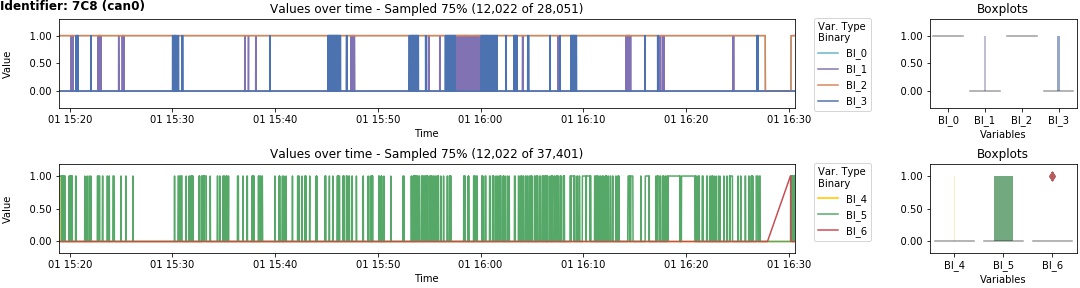 Identifier: 7C8 (can0)
Values over time - Sampled 75% (12,022 of 28,051)
Boxplots
Value
1.00
0.50
0.00
01 15:20
01 15:30
01 15:40
01 15:50
01 16:00
01 16:10
01 16:20
01 16:30
Time
Var. Type
Binary
BI_0
BI_1
BI_2
BI_3
1.00
0.50
0.00
BI_0
BI_1
BI_2
BI_3
Variables
Values over time - Sampled 75% (12,022 of 37,401)
Boxplots
Value
1.00
0.50
0.00
01 15:20
01 15:30
01 15:40
01 15:50
01 16:00
01 16:10
01 16:20
01 16:30
Time
Var. Type
Binary
BI_4
BI_5
BI_6
1.00
0.50
0.00
BI_4
BI_5
BI_6
Variables